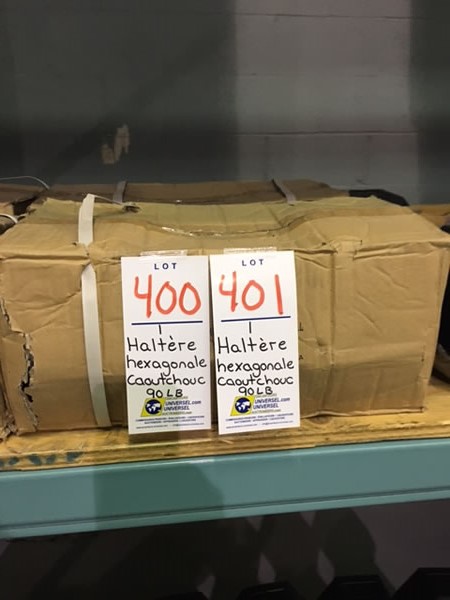 LOT
400
1
Haltère
hexagonale
caoutchouc
90 LB
UNIVERSEL.com
UNIVERSEL
LOT
401
1
Haltère
hexagonale
caoutchouc
90 LB
UNIVERSEL.com
UNIVERSEL